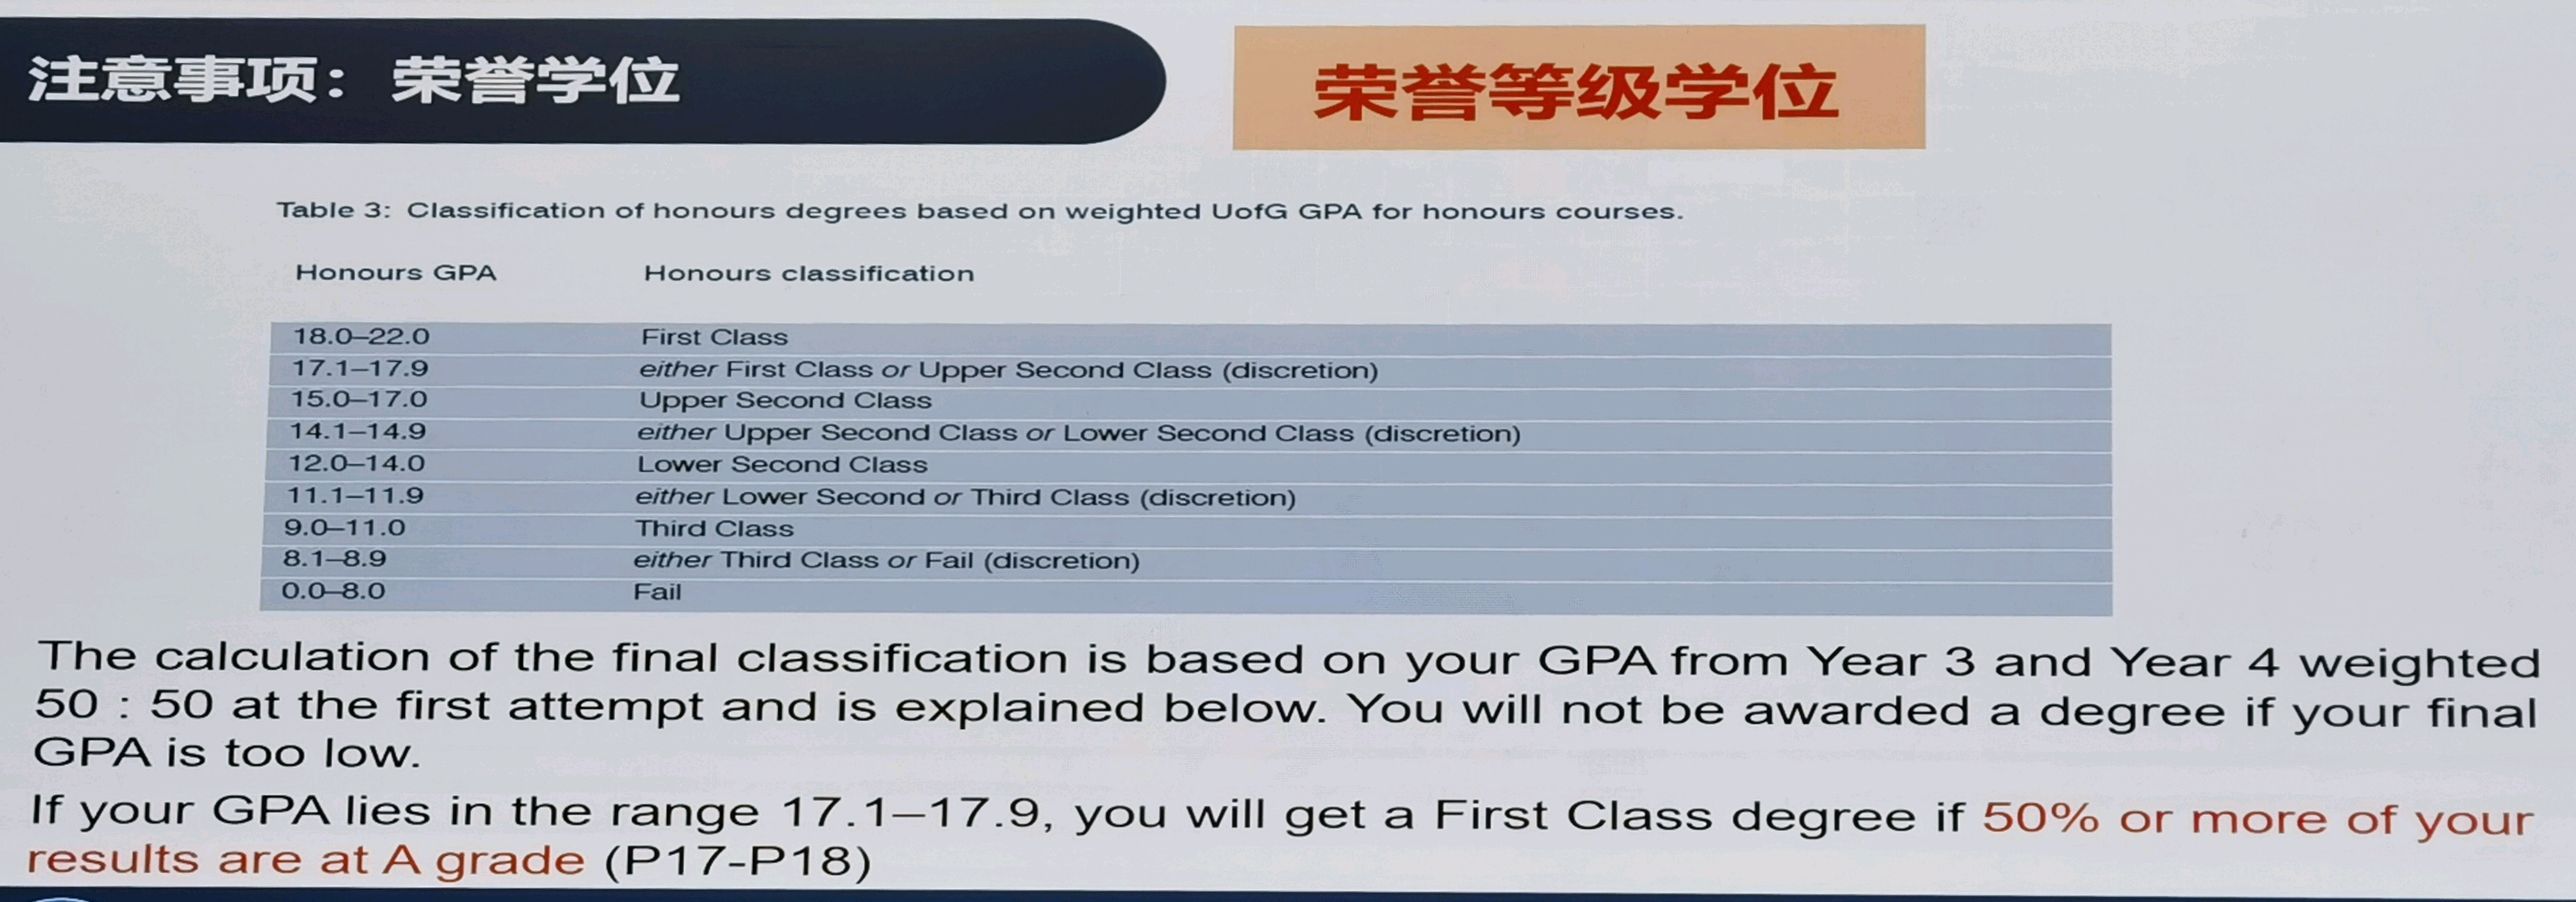 注意事项：荣誉学位
荣誉等级学位
Table 3: Classification of honours degrees based on weighted UofG GPA for honours courses.
Honours GPA Honours classification
18.0–22.0 First Class
17.1–17.9 either First Class or Upper Second Class (discretion)
15.0–17.0 Upper Second Class
14.1–14.9 either Upper Second Class or Lower Second Class (discretion)
12.0–14.0 Lower Second Class
11.1–11.9 either Lower Second or Third Class (discretion)
9.0–11.0 Third Class
8.1–8.9 either Third Class or Fail (discretion)
0.0–8.0 Fail
The calculation of the final classification is based on your GPA from Year 3 and Year 4 weighted
50 : 50 at the first attempt and is explained below. You will not be awarded a degree if your final
GPA is too low.
If your GPA lies in the range 17.1–17.9, you will get a First Class degree if 50% or more of your
results are at A grade (P17-P18)